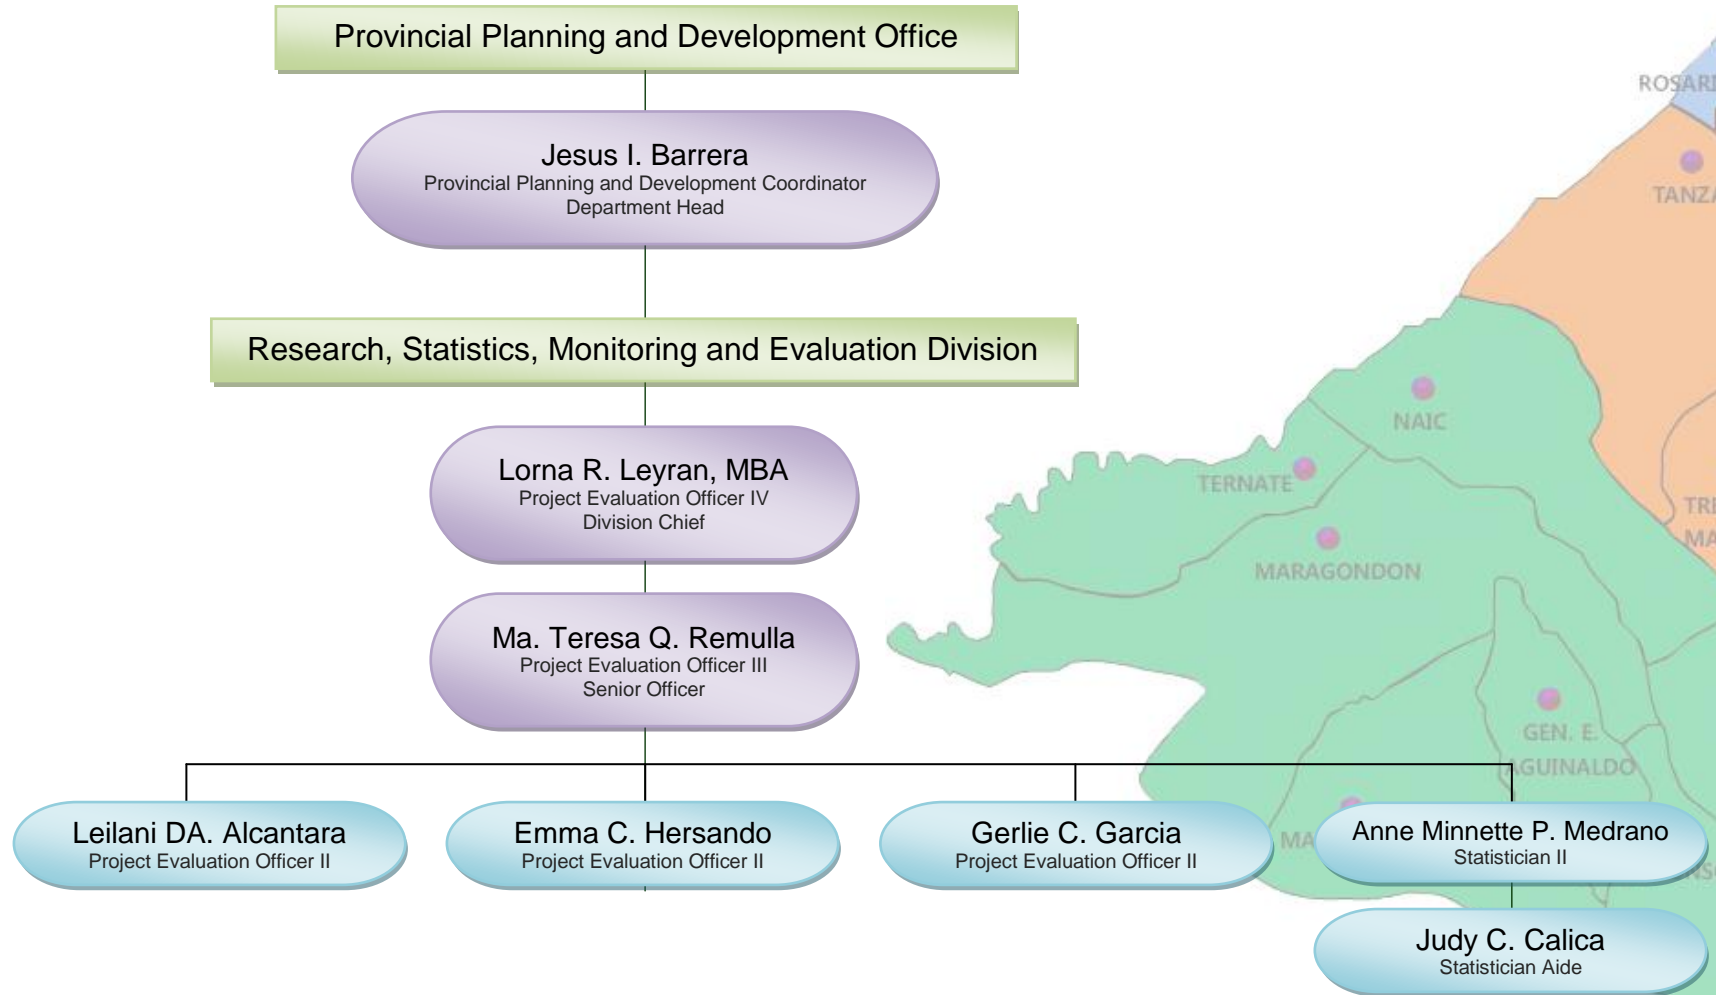 Provincial Planning and Development Office
Jesus I. Barrera
Provincial Planning and Development Coordinator
Department Head
Research, Statistics, Monitoring and Evaluation Division
Lorna R. Leyran, MBA
Project Evaluation Officer IV
Division Chief
Ma. Teresa Q. Remulla
Project Evaluation Officer III
Senior Officer
Leilani DA. Alcantara
Project Evaluation Officer II
Emma C. Hersando
Project Evaluation Officer II
Gerlie C. Garcia
Project Evaluation Officer II
Anne Minnette P. Medrano
Statistician II
Judy C. Calica
Statistician Aide
NAIC
TERNATE
MARAGONDON
GEN. E.
AGUINALDO